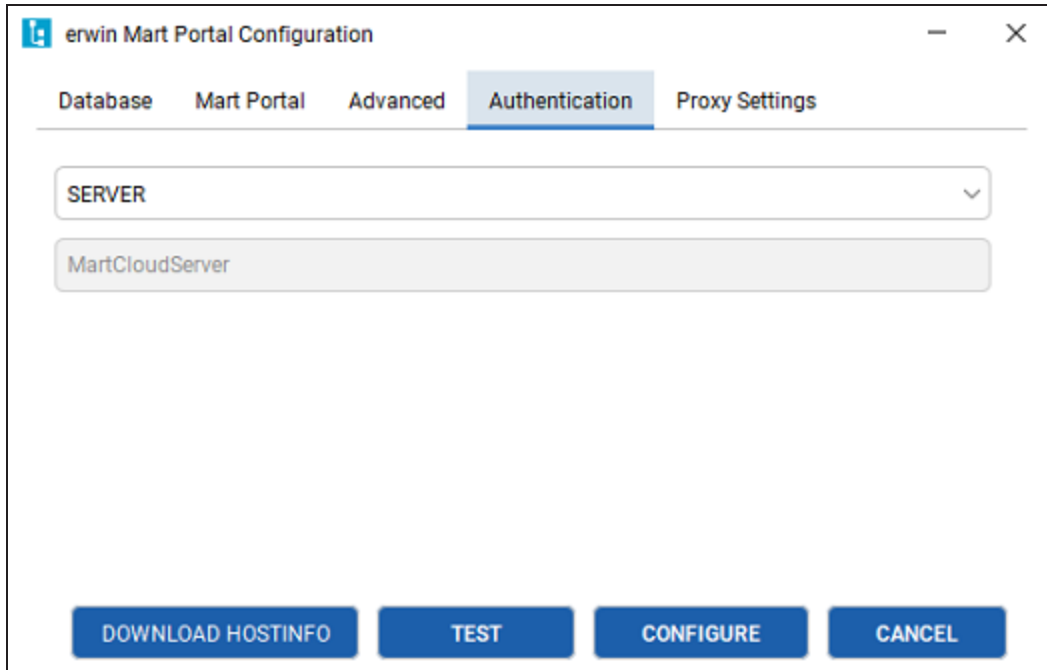 erwin Mart Portal Configuration
Database Mart Portal Advanced Authentication Proxy Settings
SERVER
MartCloudServer
DOWNLOAD HOSTINFO TEST CONFIGURE CANCEL